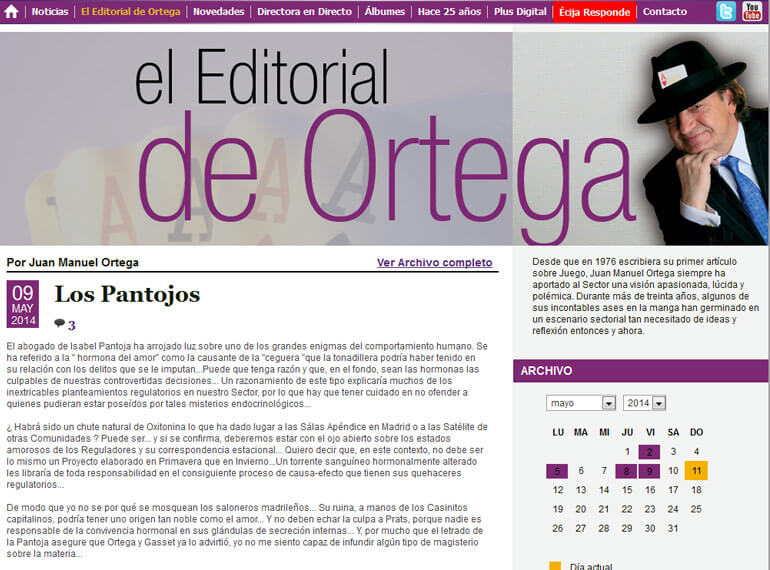 Noticias El Editorial de Ortega Novedades Directora en Directo Álbumes Hace 25 años Plus Digital Écija Responde Contacto You Tube
el Editorial
de Ortega
Por Juan Manuel Ortega Ver Archivo completo
09
MAY
2014
Los Pantojos
3
El abogado de Isabel Pantoja ha arrojado luz sobre uno de los grandes enigmas del comportamiento humano. Se
ha referido a la " hormona del amor" como la causante de la "ceguera "que la tonadillera podría haber tenido en
su relación con los delitos que se le imputan...Puede que tenga razón y que, en el fondo, sean las hormonas las
culpables de nuestras controvertidas decisiones... Un razonamiento de este tipo explicaría muchos de los
inextricables planteamientos regulatorios en nuestro Sector, por lo que hay que tener cuidado en no ofender a
quienes pudieran estar poseídos por tales misterios endocrinológicos...
¿ Habrá sido un chute natural de Oxitonina lo que ha dado lugar a las Sálas Apéndice en Madrid o a las Satélite de
otras Comunidades ? Puede ser... y si se confirma, deberemos estar con el ojo abierto sobre los estados
amorosos de los Reguladores y su correspondencia estacional... Quiero decir que, en este contexto, no debe ser
lo mismo un Proyecto elaborado en Primavera que en Invierno...Un torrente sanguíneo hormonalmente alterado
les libraría de toda responsabilidad en el consiguiente proceso de causa-efecto que tienen sus quehaceres
regulatorios...
De modo que yo no se por qué se mosquean los saloneros madrileños... Su ruina, a manos de los Casinitos
capitalinos, podría tener un origen tan noble como el amor... Y no deben echar la culpa a Prats, porque nadie es
responsable de la convivencia hormonal en sus glándulas de secreción internas... Y, por mucho que el letrado de
la Pantoja asegure que Ortega y Gasset ya lo advirtió, yo no me siento capaz de infundir algún tipo de magisterio
sobre la materia...
Desde que en 1976 escribiera su primer artículo
sobre Juego, Juan Manuel Ortega siempre ha
aportado al Sector una visión apasionada, lúcida y
polémica. Durante más de treinta años, algunos de
sus incontables ases en la manga han germinado en
un escenario sectorial tan necesitado de ideas y
reflexión entonces y ahora.
ARCHIVO
mayo 2014
LU MA MI JU VI SA DO
1 2 3 4
5 6 7 8 9 10 11
12 13 14 15 16 17 18
19 20 21 22 23 24 25
26 27 28 29 30 31
Día actual